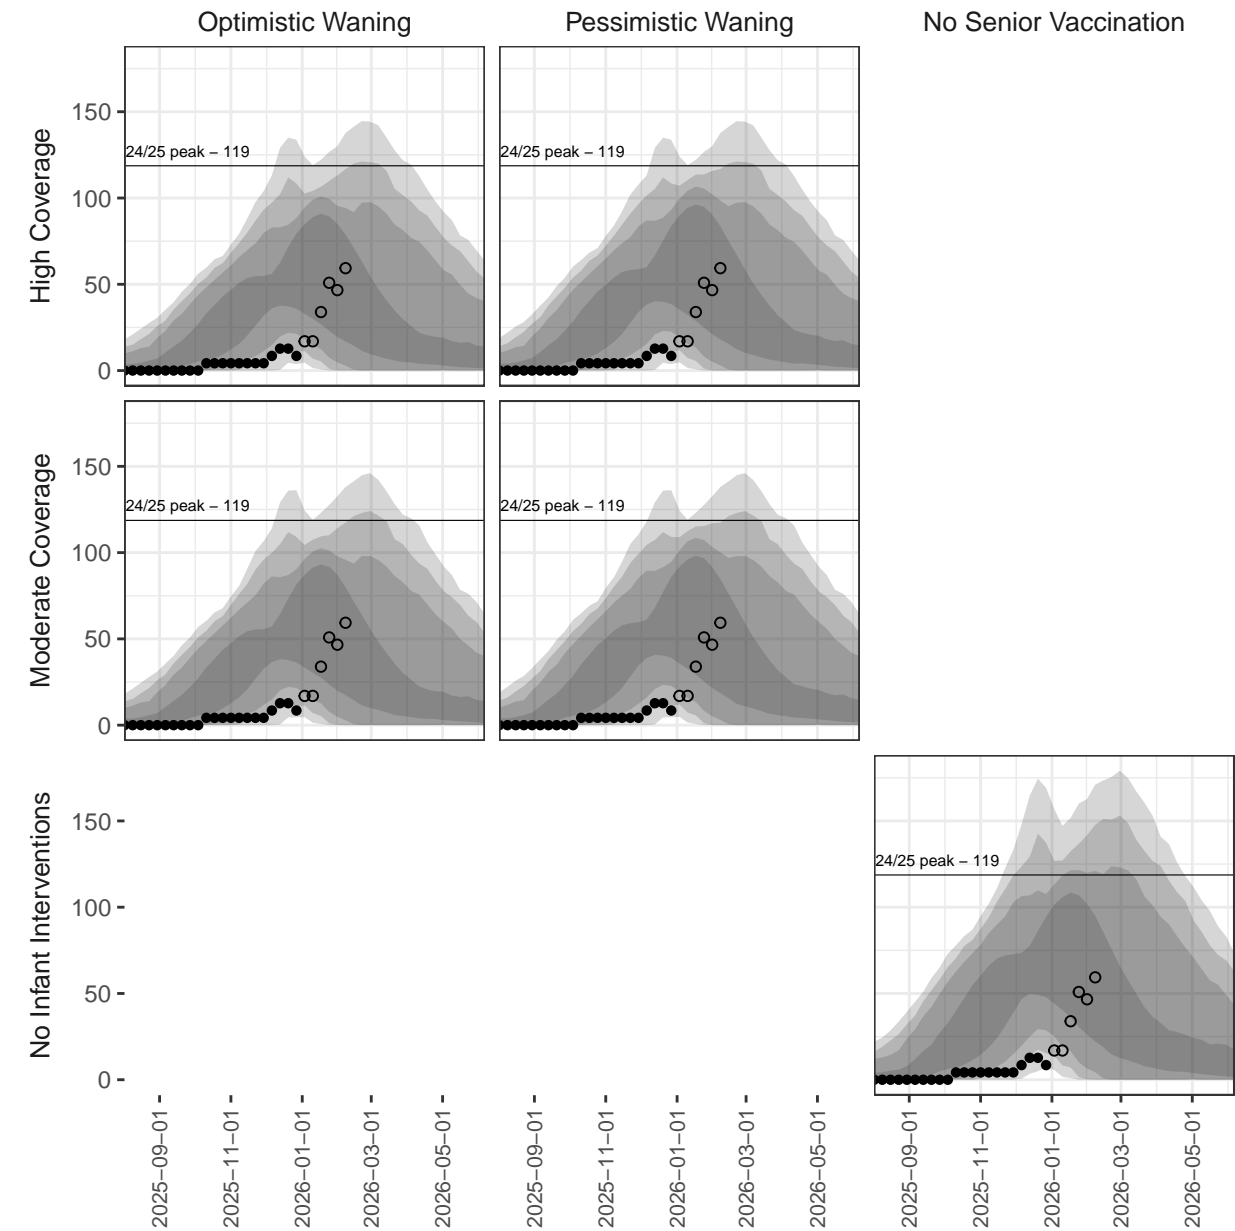 Optimistic Waning
Pessimistic Waning
No Senior Vaccination
High Coverage
150
100
50
0
24/25 peak − 119
24/25 peak − 119
Moderate Coverage
150
100
50
0
24/25 peak − 119
24/25 peak − 119
No Infant Interventions
150
100
50
0
24/25 peak − 119
2025−09−01
2025−11−01
2026−01−01
2026−03−01
2026−05−01
2025−09−01
2025−11−01
2026−01−01
2026−03−01
2026−05−01
2025−09−01
2025−11−01
2026−01−01
2026−03−01
2026−05−01